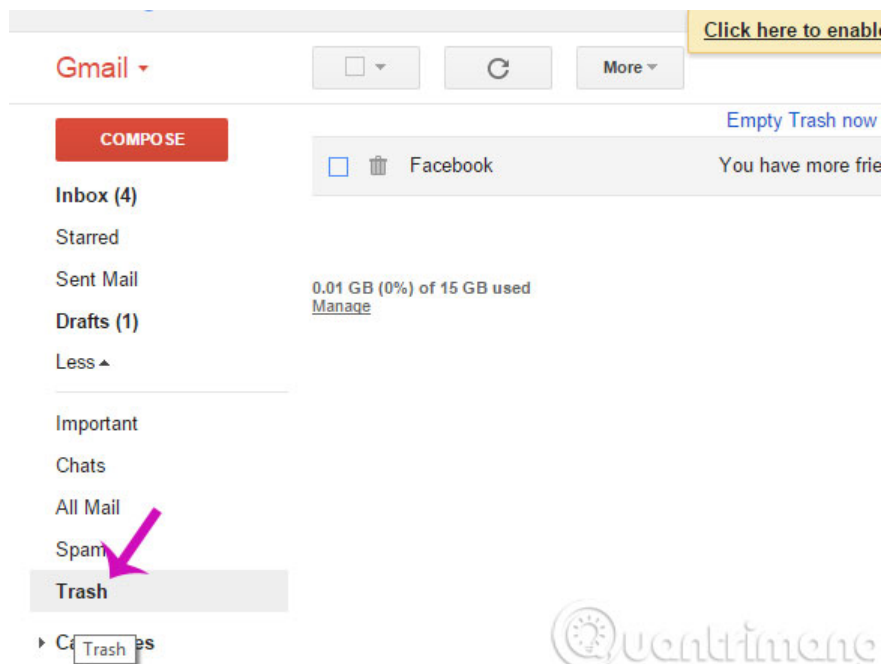 Click here to enable
Gmail
More
Empty Trash now
COMPOSE
Facebook You have more frie
Inbox (4)
Starred
Sent Mail
0.01 GB (0%) of 15 GB used
Manage
Drafts (1)
Less
Important
Chats
All Mail
Spam
Trash
Trash
Quantrimang